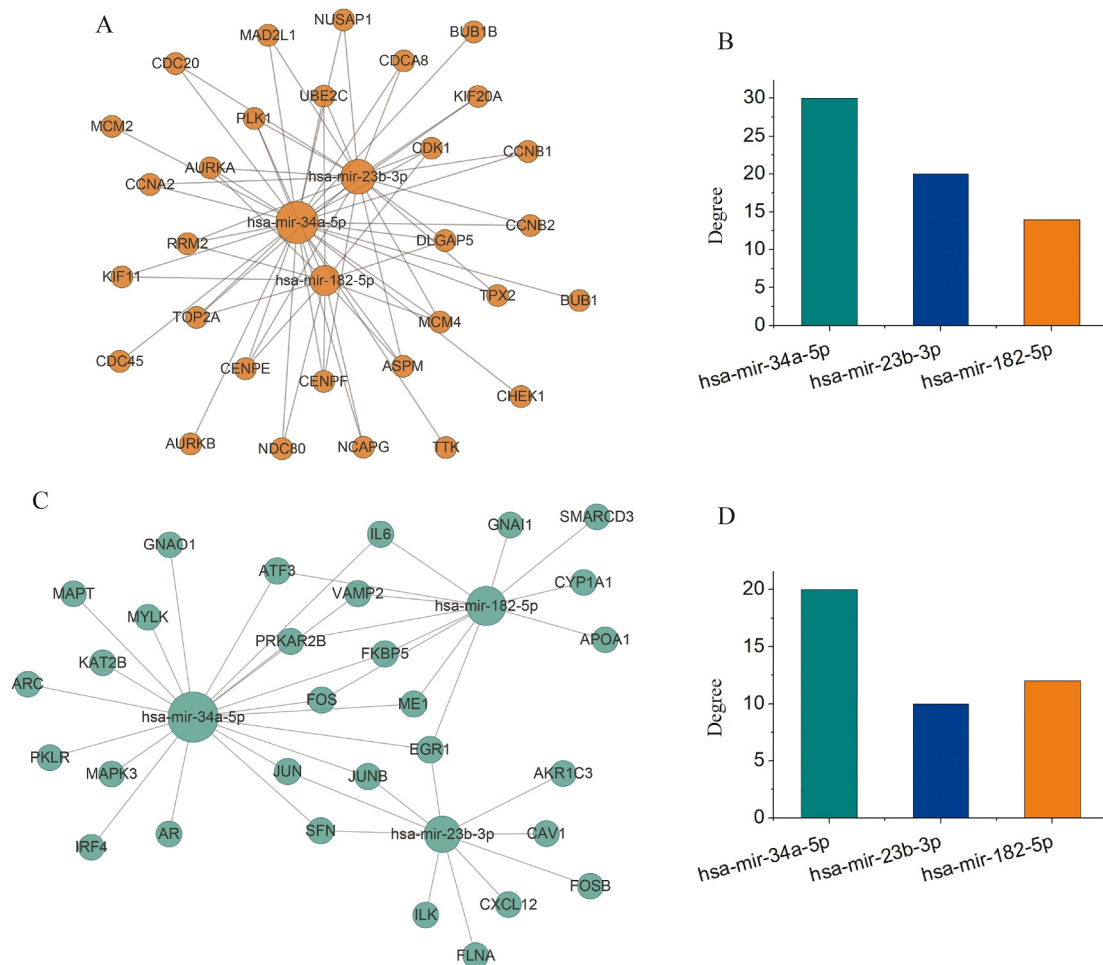 A
NUSAP1
MAD2L1
BUB1B
CDC20
CDCA8
UBE2C
KIF20A
PLK1
MCM2
CDK1
CCNB1
AURKA
hsa-mir-23b-3p
CCNA2
hsa-mir-34a-5p
CCNB2
RRM2
DLGAP5
KIF11
hsa-mir-182-5p
TPX2
BUB1
TOP2A
MCM4
CDC45
CENPE
ASPM
CENPF
CHEK1
AURKB
NDC80
NCAPG
TTK
B
Degree
30
25
20
15
10
5
0
hsa-mir-34a-5p
hsa-mir-23b-3p
hsa-mir-182-5p
C
GNAO1
IL6
GNAI1
SMARCD3
ATF3
MAPT
VAMP2
CYP1A1
MYLK
hsa-mir-182-5p
PRKAR2B
APOA1
KAT2B
FKBP5
ARC
FOS
ME1
hsa-mir-34a-5p
PKLR
EGR1
MAPK3
JUN
JUNB
AKR1C3
IRF4
AR
SFN
hsa-mir-23b-3p
CAV1
FOSB
ILK
CXCL12
FLNA
D
Degree
20
15
10
5
0
hsa-mir-34a-5p
hsa-mir-23b-3p
hsa-mir-182-5p